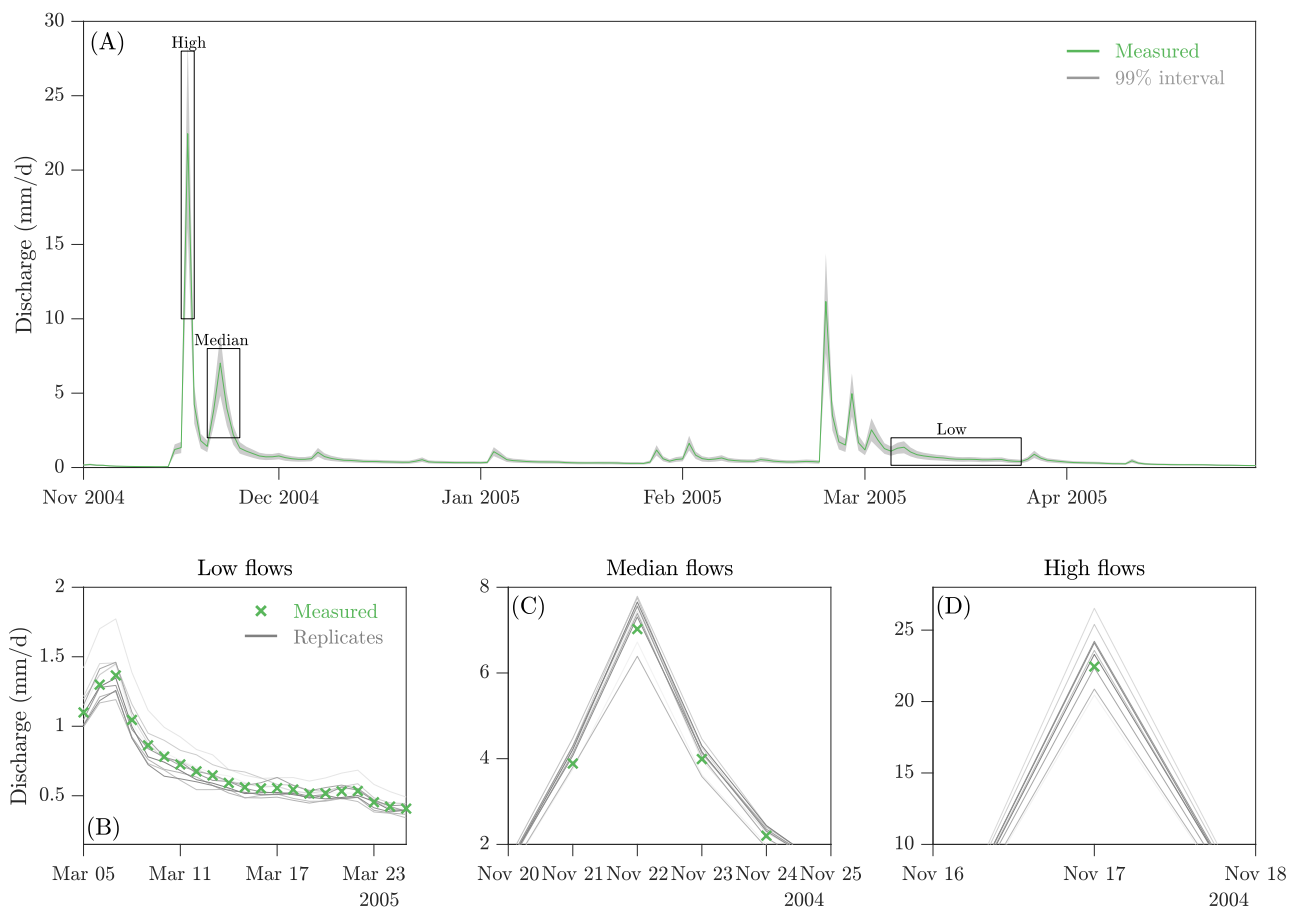 30
(A)
High
Measured
99% interval
25
20
15
10
Median
5
Low
0
Discharge (mm/d)
Nov 2004 Dec 2004 Jan 2005 Feb 2005 Mar 2005 Apr 2005
Low flows
2
Measured
Replicates
1.5
1
0.5
(B)
Discharge (mm/d)
Mar 05 Mar 11 Mar 17 Mar 23
2005
Median flows
8
(C)
6
4
2
Nov 20 Nov 21 Nov 22 Nov 23 Nov 24 Nov 25
2004
High flows
(D)
25
20
15
10
Nov 16 Nov 17 Nov 18
2004